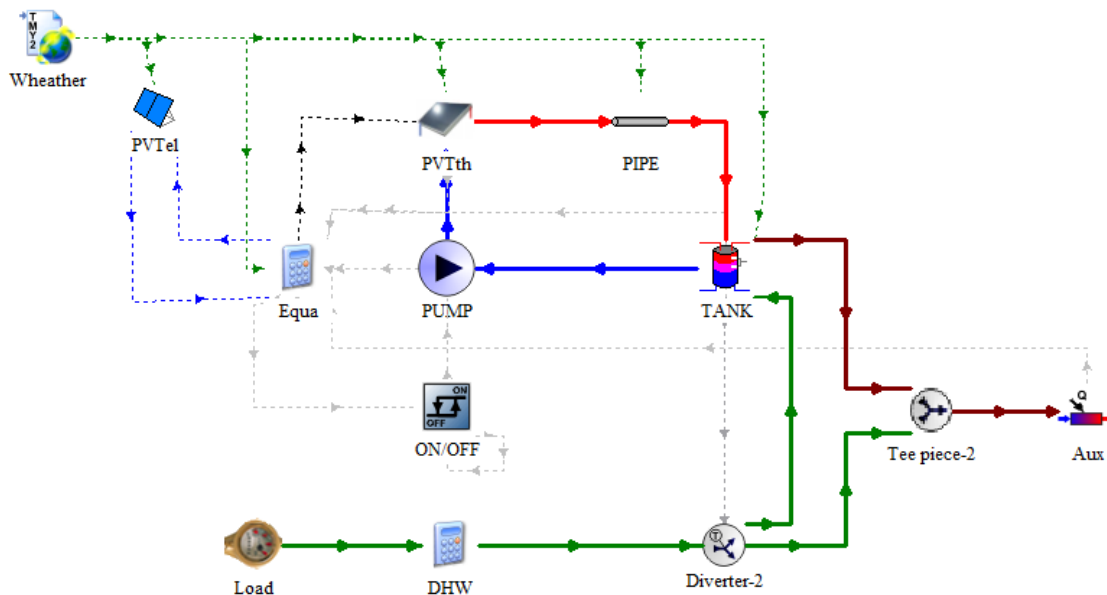 TMY2
Wheather
PVTel
PVTth
PIPE
Equa
PUMP
TANK
ON
OFF
ON/OFF
Q
Tee piece-2
Aux
T
Load
DHW
Diverter-2